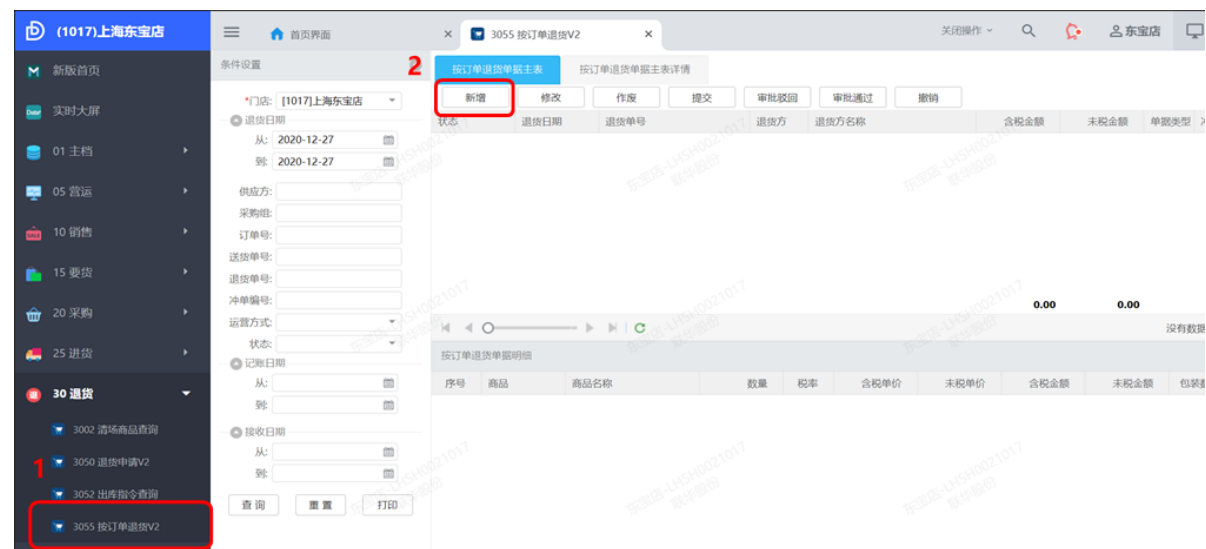 (1017)上海东宝店
首页界面
3055 按订单退货V2
关闭操作
东宝店
新版首页
实时大屏
01 主档
05 营运
10 销售
15 要货
20 采购
25 进货
30 退货
3002 清场商品查询
3050 退货申请V2
3052 出库指令查询
3055 按订单退货V2
1
条件设置
*门店: [1017]上海东宝店
退货日期
从: 2020-12-27
到: 2020-12-27
供应方:
采购组:
订单号:
送货单号:
退货单号:
冲单编号:
运营方式:
状态:
记账日期
从:
到:
接收日期
从:
到:
查询 重置 打印
2
按订单退货单据主表 按订单退货单据主表详情
新增 修改 作废 提交 审批驳回 审批通过 撤销
状态 退货日期 退货单号 退货方 退货方名称 含税金额 未税金额 单据类型
0.00 0.00
没有数据
按订单退货单据明细
序号 商品 商品名称 数量 税率 含税单价 未税单价 含税金额 未税金额 包装数
东宝店-LHSH0021017
联华股份